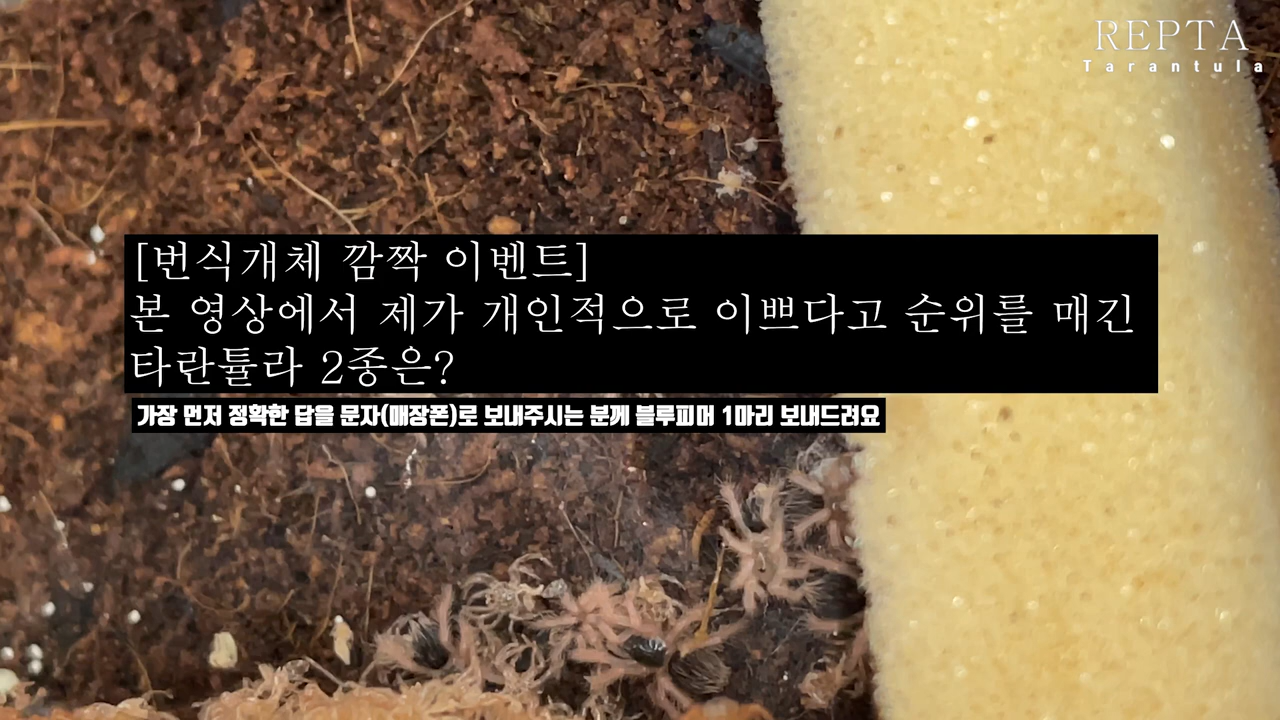 REPTA
Tarantula
[번식개체 깜짝 이벤트]
본 영상에서 제가 개인적으로 이쁘다고 순위를 매긴
타란튤라 2종은?
가장 먼저 정확한 답을 문자(매장폰)로 보내주시는 분께 블루피머 1마리 보내드려요